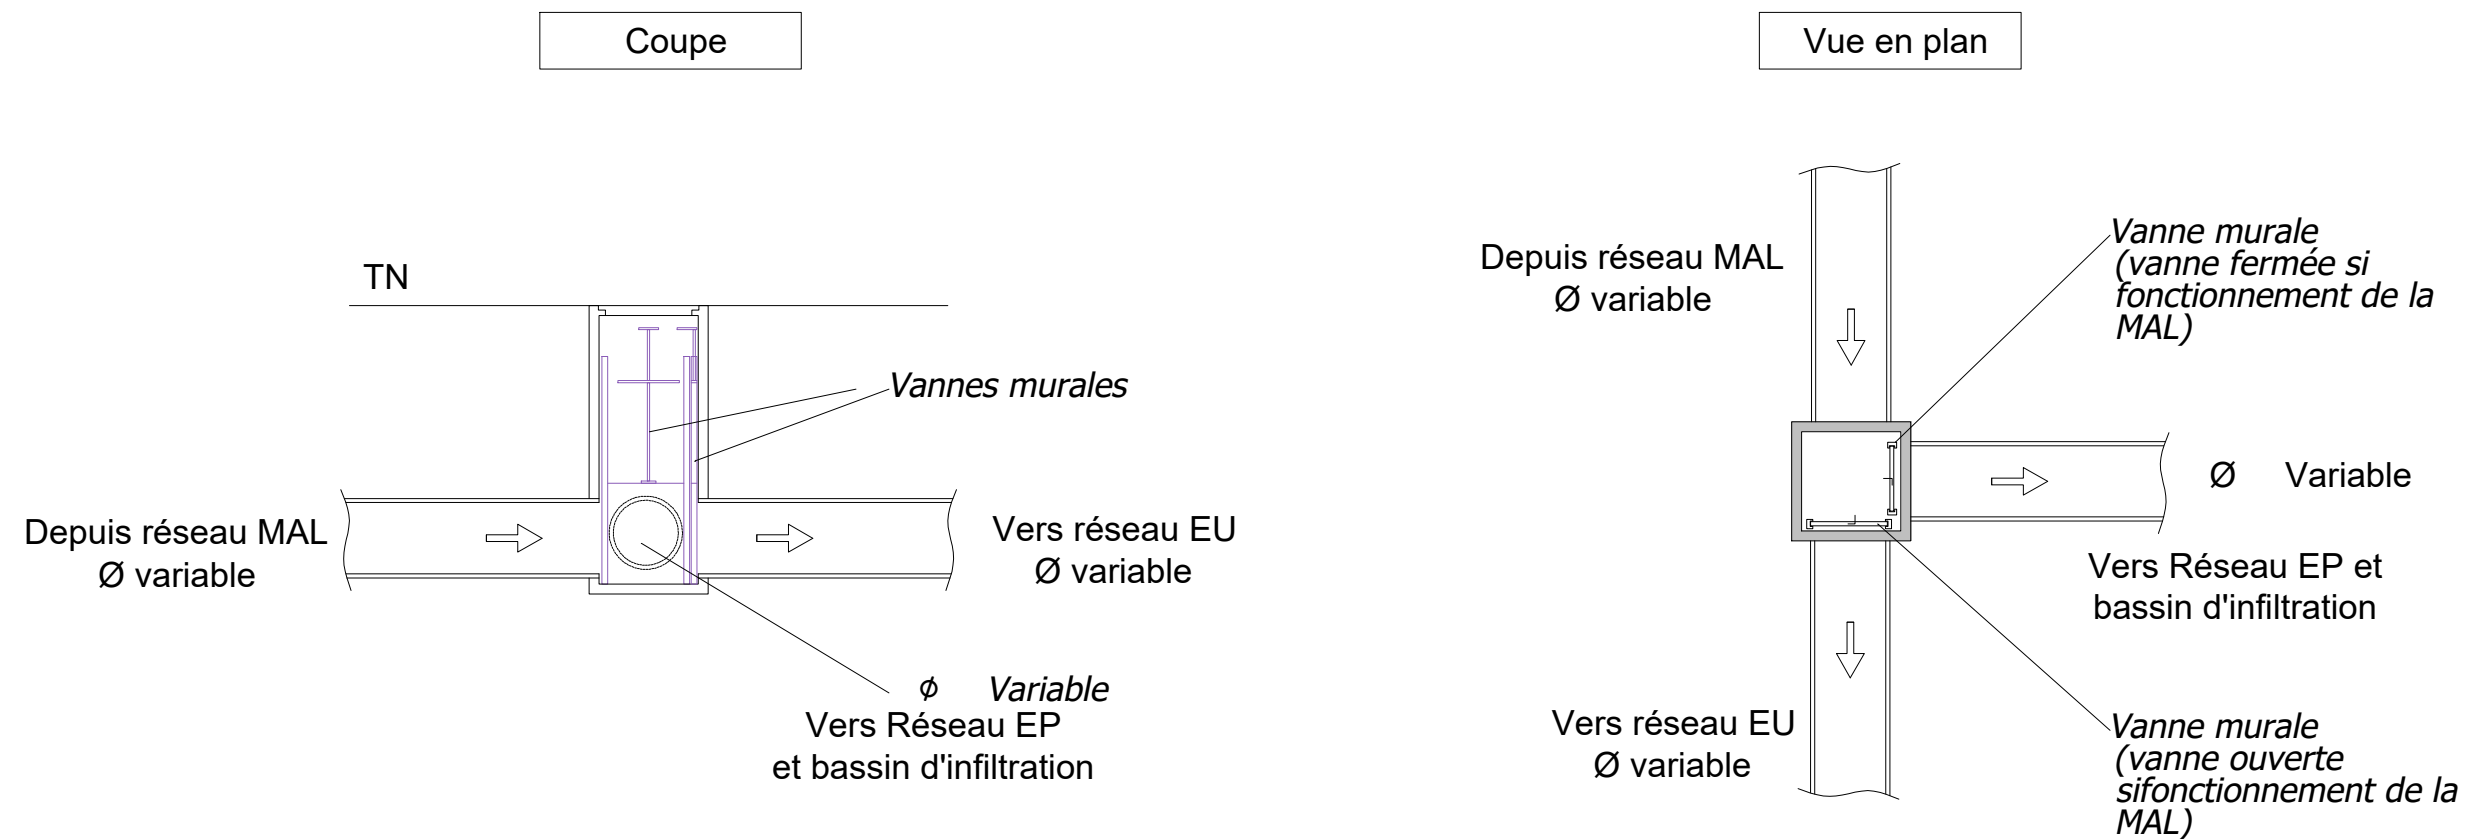 Coupe
TN
Vannes murales
Depuis réseau MAL
Ø variable
Vers réseau EU
Ø variable
ϕ Variable
Vers Réseau EP
et bassin d'infiltration
Vue en plan
Depuis réseau MAL
Ø variable
Vanne murale
(vanne fermée si
fonctionnement de la
MAL)
Ø Variable
Vers Réseau EP et
bassin d'infiltration
Vers réseau EU
Ø variable
Vanne murale
(vanne ouverte
sifonctionnement de la
MAL)